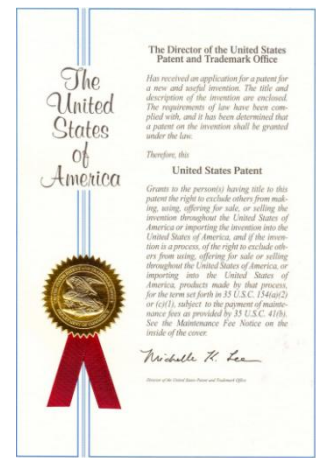 The
United
States
of
America
The Director of the United States
Patent and Trademark Office
Has received an application for a patent for
a new and useful invention. The title and
description of the invention are enclosed.
The requirements of law have been com-
plied with, and it has been determined that
a patent on the invention shall be granted
under the law.
Therefore, this
United States Patent
Grants to the person(s) having title to this
patent the right to exclude others from mak-
ing, using, offering for sale, or selling the
invention throughout the United States of
America or importing the invention into the
United States of America, and if the inven-
tion is a process, of the right to exclude oth-
ers from using, offering for sale or selling
throughout the United States of America, or
importing into the United States of
America, products made by that process,
for the term set forth in 35 U.S.C. 154(a)(2)
or (c)(1), subject to the payment of mainte-
nance fees as provided by 35 U.S.C. 41(b).
See the Maintenance Fee Notice on the
inside of the cover.
Michelle K. Lee
Director of the United States Patent and Trademark Office